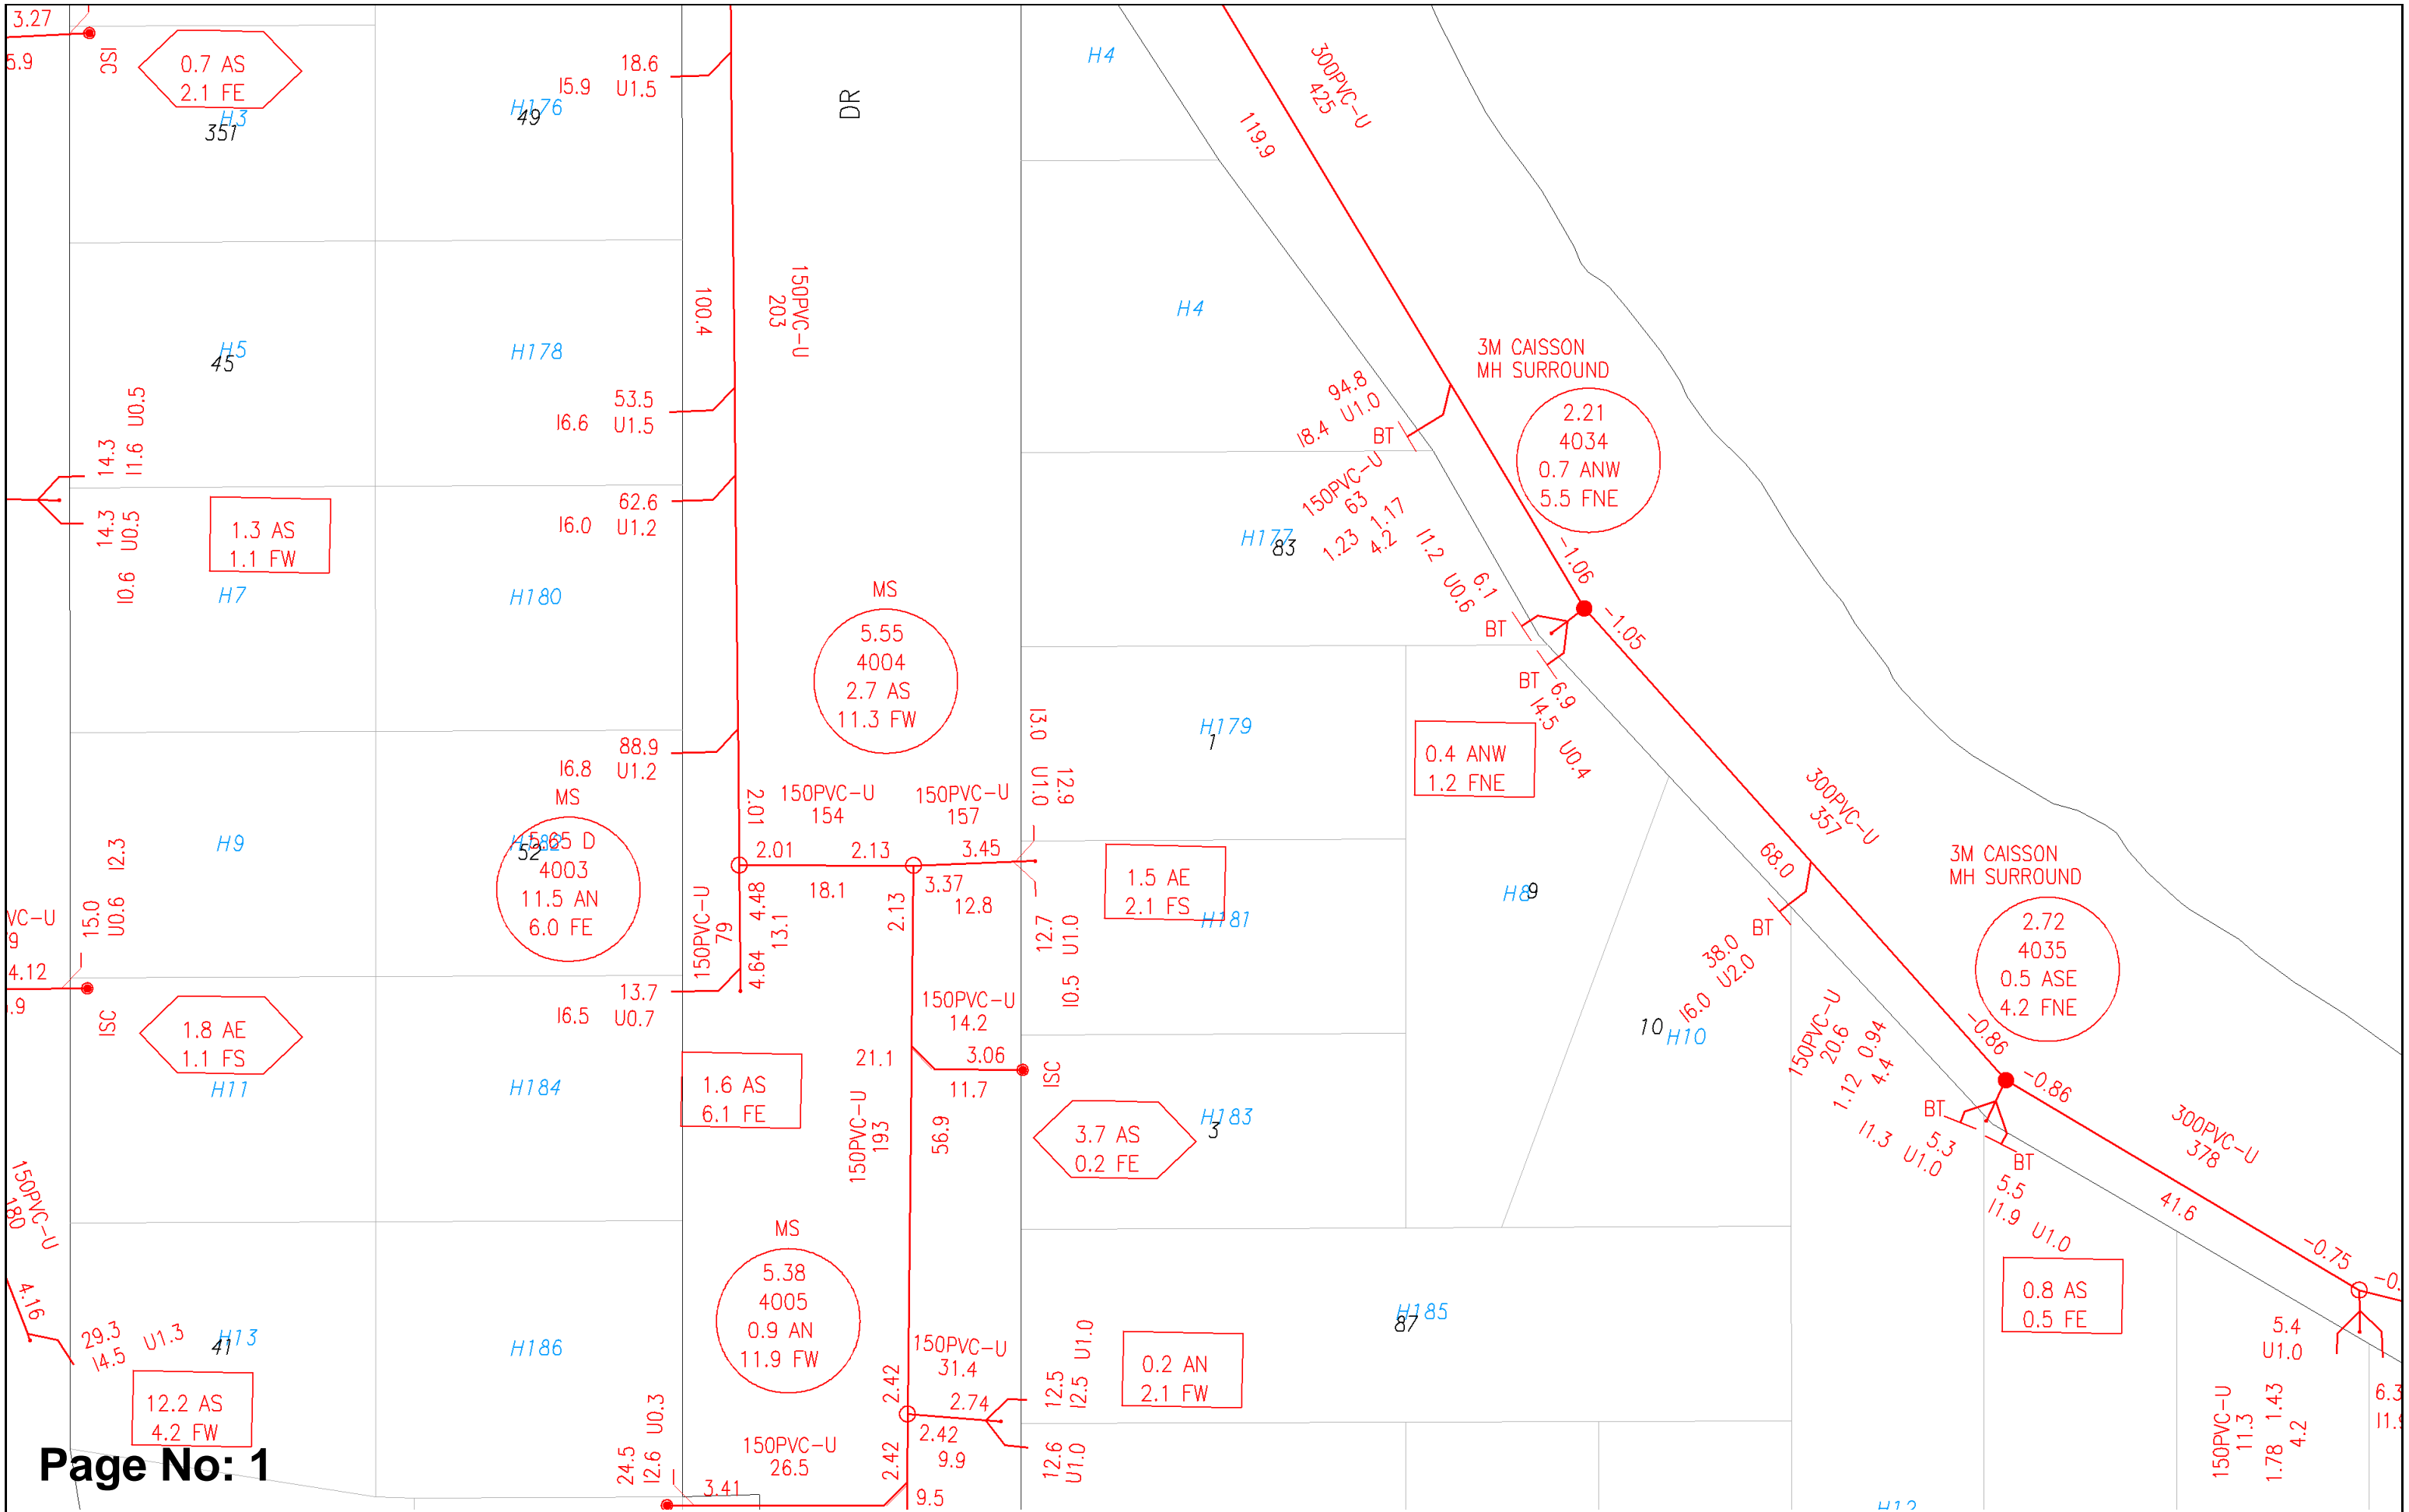 3.27
5.9
ISC
0.7 AS
2.1 FE
H3
351
H176
49
18.6
I5.9 U1.5
DR
H4
300PVC-U
425
119.9
H5
45
H178
100.4
150PVC-U
203
H4
53.5
I6.6 U1.5
14.3
I1.6 U0.5
14.3
I0.6 U0.5
1.3 AS
1.1 FW
H7
62.6
I6.0 U1.2
H180
3M CAISSON
MH SURROUND
2.21
4034
0.7 ANW
5.5 FNE
94.8
I8.4 U1.0
BT
150PVC-U
63
1.23 1.17
4.2
H177
83
I1.2 U0.6
6.1
BT
-1.06
-1.05
BT 6.9
I4.5 U0.4
MS
5.55
4004
2.7 AS
11.3 FW
88.9
I6.8 U1.2
MS
5.65 D
4003
11.5 AN
6.0 FE
H182
52
H9
2.01
150PVC-U
154
150PVC-U
157
I3.0 U1.0
12.9
H179
1
0.4 ANW
1.2 FNE
300PVC-U
357
68.0
2.01 2.13
18.1
3.45
3.37
12.8
1.5 AE
2.1 FS
H181
H8
9
3M CAISSON
MH SURROUND
2.72
4035
0.5 ASE
4.2 FNE
VC-U
9
4.12
.9
15.0
U0.6 I2.3
ISC
1.8 AE
1.1 FS
H11
150PVC-U
79
4.48
4.64
13.1
2.13
12.7
I0.5 U1.0
13.7
I6.5 U0.7
H184
1.6 AS
6.1 FE
150PVC-U
14.2
21.1
3.06
11.7
ISC
150PVC-U
193
56.9
3.7 AS
0.2 FE
H183
3
BT
38.0
I6.0 U2.0
10
H10
150PVC-U
20.6
1.12 0.94
4.4
-0.86
-0.86
BT
5.3
I1.3 U1.0
BT
5.5
I1.9 U1.0
300PVC-U
378
41.6
-0.75
-0.
150PVC-U
180
4.16
29.3
I4.5 U1.3
H13
41
12.2 AS
4.2 FW
H186
MS
5.38
4005
0.9 AN
11.9 FW
2.42
150PVC-U
31.4
2.74
2.42
9.9
12.5
I2.5 U1.0
12.6
U1.0
0.2 AN
2.1 FW
H185
87
0.8 AS
0.5 FE
5.4
U1.0
150PVC-U
11.3
1.78 1.43
4.2
6.3
I1.
24.5
I2.6 U0.3
150PVC-U
26.5
3.41
2.42
9.5
H12
Page No: 1